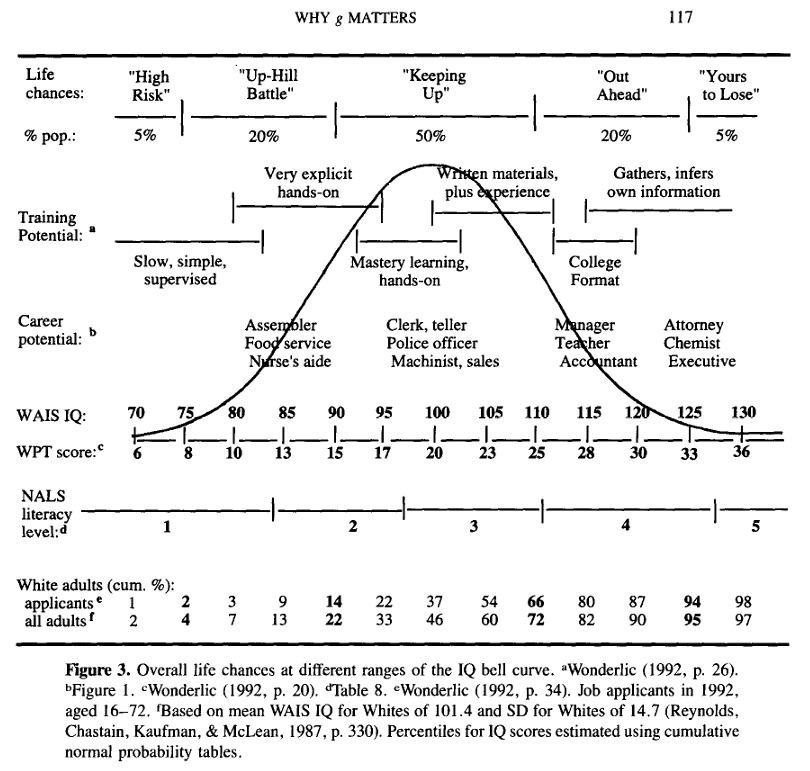 WHY g MATTERS 117
Life chances: "High Risk" "Up-Hill Battle" "Keeping Up" "Out Ahead" "Yours to Lose"
% pop.: 5% 20% 50% 20% 5%
Very explicit hands-on Written materials, plus experience Gathers, infers own information
Training Potential: a
Slow, simple, supervised Mastery learning, hands-on College Format
Career potential: b
Assembler Clerk, teller Manager Attorney
Food service Police officer Teacher Chemist
Nurse's aide Machinist, sales Accountant Executive
WAIS IQ: 70 75 80 85 90 95 100 105 110 115 120 125 130
WPT score:c 6 8 10 13 15 17 20 23 25 28 30 33 36
NALS literacy level:d 1 2 3 4 5
White adults (cum. %):
applicants e 1 2 3 9 14 22 37 54 66 80 87 94 98
all adults f 2 4 7 13 22 33 46 60 72 82 90 95 97
Figure 3. Overall life chances at different ranges of the IQ bell curve. aWonderlic (1992, p. 26).
bFigure 1. cWonderlic (1992, p. 20). dTable 8. eWonderlic (1992, p. 34). Job applicants in 1992,
aged 16–72. fBased on mean WAIS IQ for Whites of 101.4 and SD for Whites of 14.7 (Reynolds,
Chastain, Kaufman, & McLean, 1987, p. 330). Percentiles for IQ scores estimated using cumulative
normal probability tables.